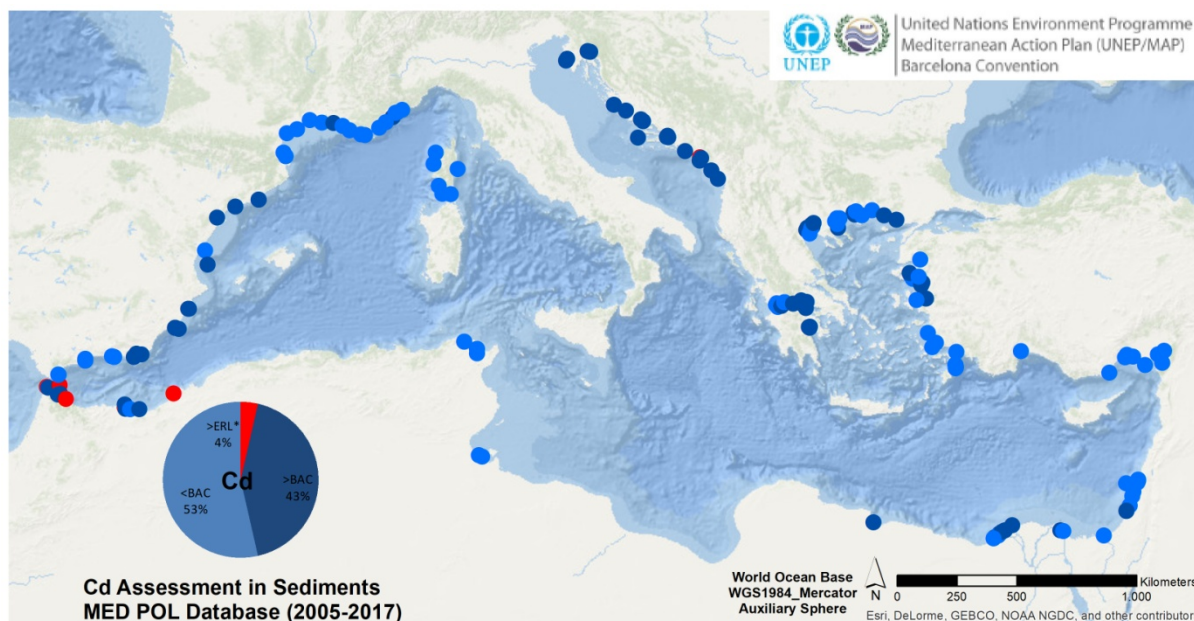 UNEP
MAP
United Nations Environment Programme
Mediterranean Action Plan (UNEP/MAP)
Barcelona Convention
>ERL*
4%
Cd
<BAC
53%
>BAC
43%
Cd Assessment in Sediments
MED POL Database (2005-2017)
World Ocean Base
WGS1984_Mercator
Auxiliary Sphere
N
Kilometers
0 250 500 1,000
Esri, DeLorme, GEBCO, NOAA NGDC, and other contributor